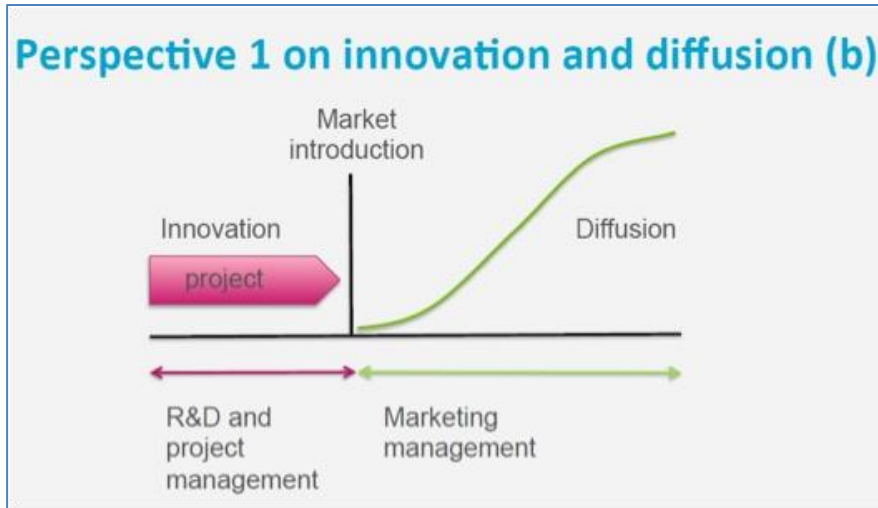 Perspective 1 on innovation and diffusion (b)
Market
introduction
Innovation
project
Diffusion
R&D and
project
management
Marketing
management